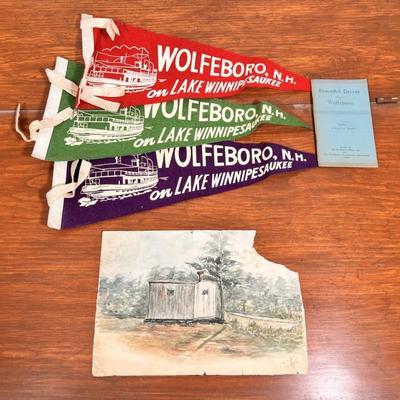 WOLFEBORO, N.H.
on LAKE WINNIPESAUKEE
WOLFEBORO, N.H.
on LAKE WINNIPESAUKEE
WOLFEBORO, N.H.
on LAKE WINNIPESAUKEE
Beautiful Drives
Wolfeboro